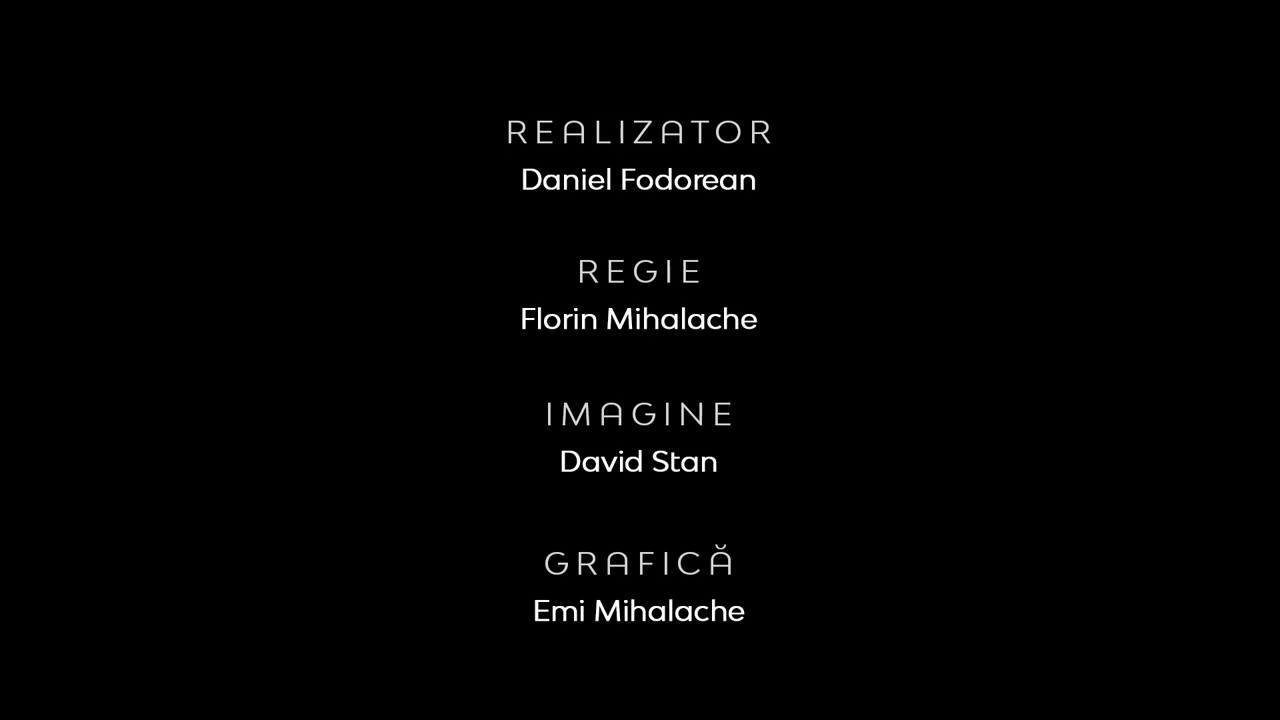 REALIZATOR
Daniel Fodorean
REGIE
Florin Mihalache
IMAGINE
David Stan
GRAFICĂ
Emi Mihalache